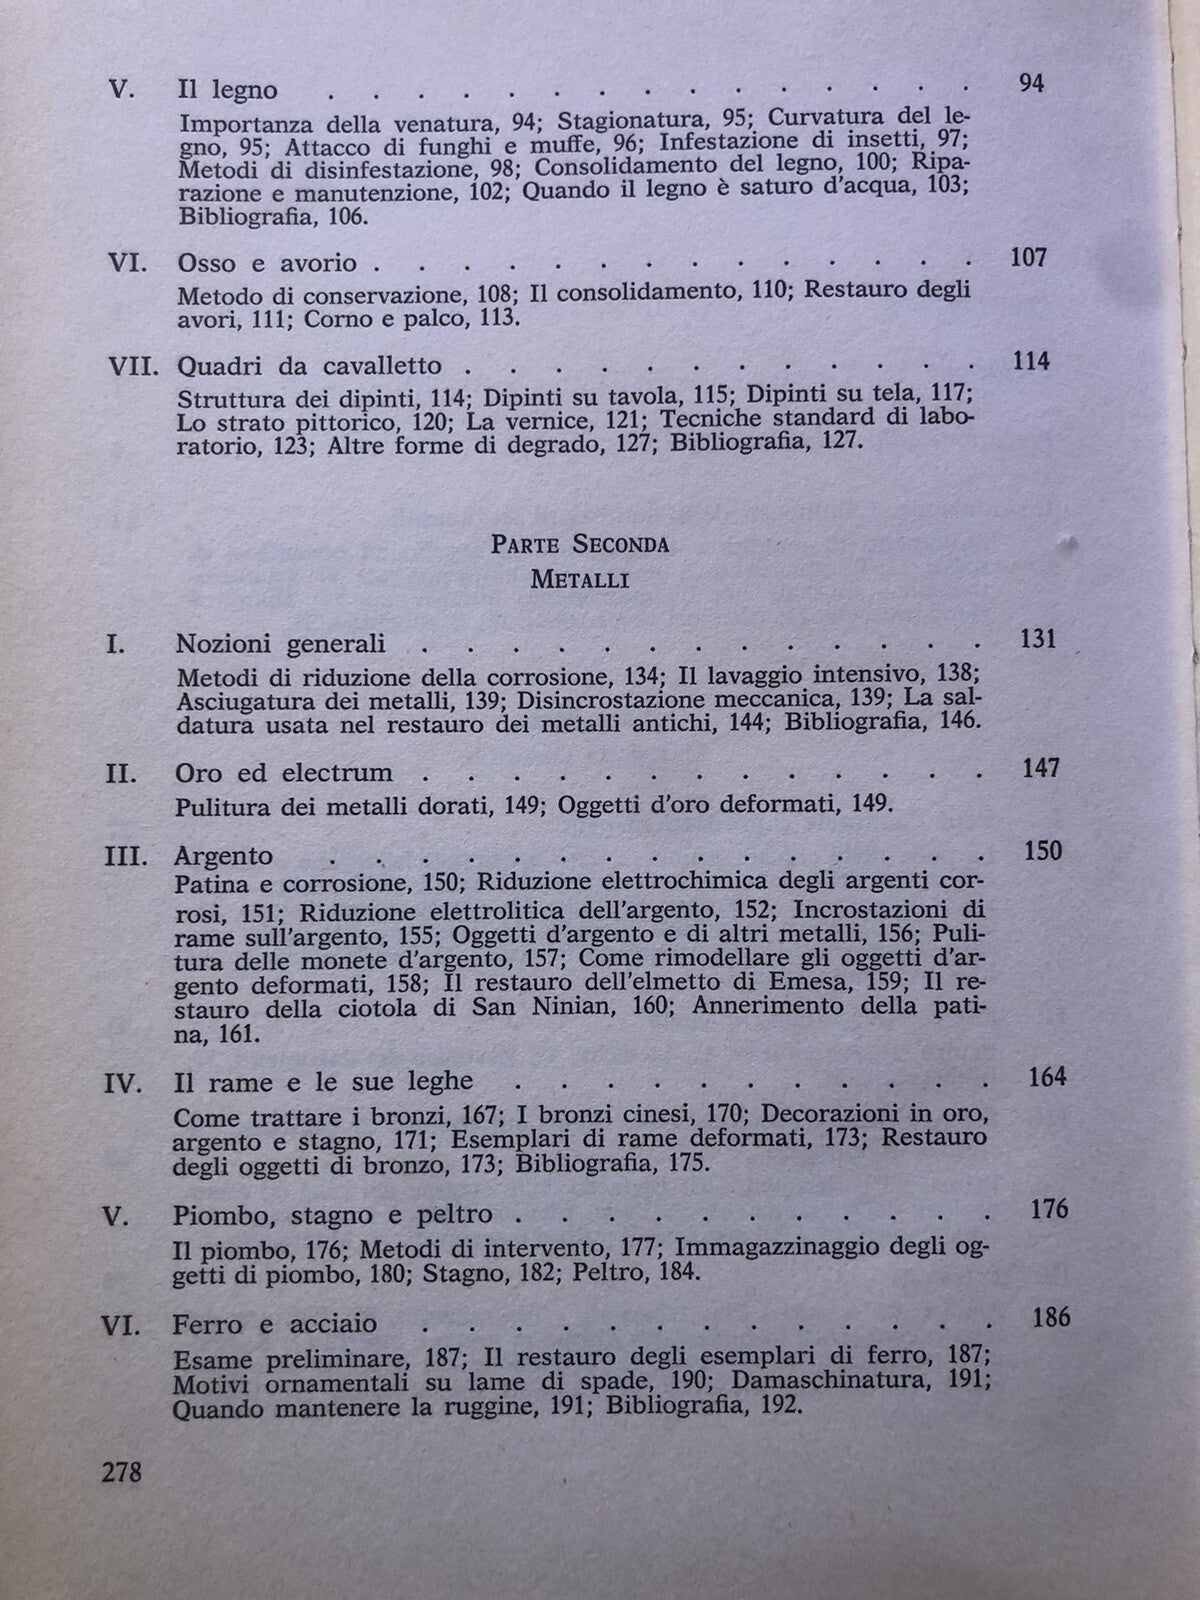 V. Il legno . . . . . . . . . . . . . . . 94
Importanza della venatura, 94; Stagionatura, 95; Curvatura del le-
gno, 95; Attacco di funghi e muffe, 96; Infestazione di insetti, 97;
Metodi di disinfestazione, 98; Consolidamento del legno, 100; Ripa-
razione e manutenzione, 102; Quando il legno è saturo d'acqua, 103;
Bibliografia, 106.
VI. Osso e avorio . . . . . . . . . . . . . . 107
Metodo di conservazione, 108; Il consolidamento, 110; Restauro degli
avori, 111; Corno e palco, 113.
VII. Quadri da cavalletto . . . . . . . . . . . . 114
Struttura dei dipinti, 114; Dipinti su tavola, 115; Dipinti su tela, 117;
Lo strato pittorico, 120; La vernice, 121; Tecniche standard di labo-
ratorio, 123; Altre forme di degrado, 127; Bibliografia, 127.
PARTE SECONDA
METALLI
I. Nozioni generali . . . . . . . . . . . . . 131
Metodi di riduzione della corrosione, 134; Il lavaggio intensivo, 138;
Asciugatura dei metalli, 139; Disincrostazione meccanica, 139; La sal-
datura usata nel restauro dei metalli antichi, 144; Bibliografia, 146.
II. Oro ed electrum . . . . . . . . . . . . . 147
Pulitura dei metalli dorati, 149; Oggetti d'oro deformati, 149.
III. Argento . . . . . . . . . . . . . . . 150
Patina e corrosione, 150; Riduzione elettrochimica degli argenti cor-
rosi, 151; Riduzione elettrolitica dell'argento, 152; Incrostazioni di
rame sull'argento, 155; Oggetti d'argento e di altri metalli, 156; Puli-
tura delle monete d'argento, 157; Come rimodellare gli oggetti d'ar-
gento deformati, 158; Il restauro dell'elmetto di Emesa, 159; Il re-
stauro della ciotola di San Ninian, 160; Annerimento della pati-
na, 161.
IV. Il rame e le sue leghe . . . . . . . . . . . 164
Come trattare i bronzi, 167; I bronzi cinesi, 170; Decorazioni in oro,
argento e stagno, 171; Esemplari di rame deformati, 173; Restauro
degli oggetti di bronzo, 173; Bibliografia, 175.
V. Piombo, stagno e peltro . . . . . . . . . . . 176
Il piombo, 176; Metodi di intervento, 177; Immagazzinaggio degli og-
getti di piombo, 180; Stagno, 182; Peltro, 184.
VI. Ferro e acciaio . . . . . . . . . . . . . 186
Esame preliminare, 187; Il restauro degli esemplari di ferro, 187;
Motivi ornamentali su lame di spade, 190; Damaschinatura, 191;
Quando mantenere la ruggine, 191; Bibliografia, 192.
278